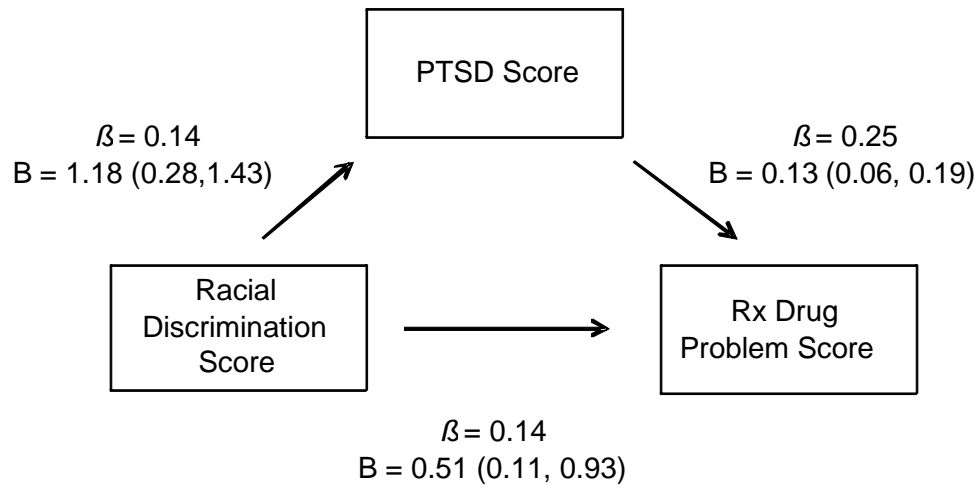 PTSD Score
ß = 0.14
B = 1.18 (0.28,1.43)
ß = 0.25
B = 0.13 (0.06, 0.19)
Racial
Discrimination
Score
Rx Drug
Problem Score
ß = 0.14
B = 0.51 (0.11, 0.93)